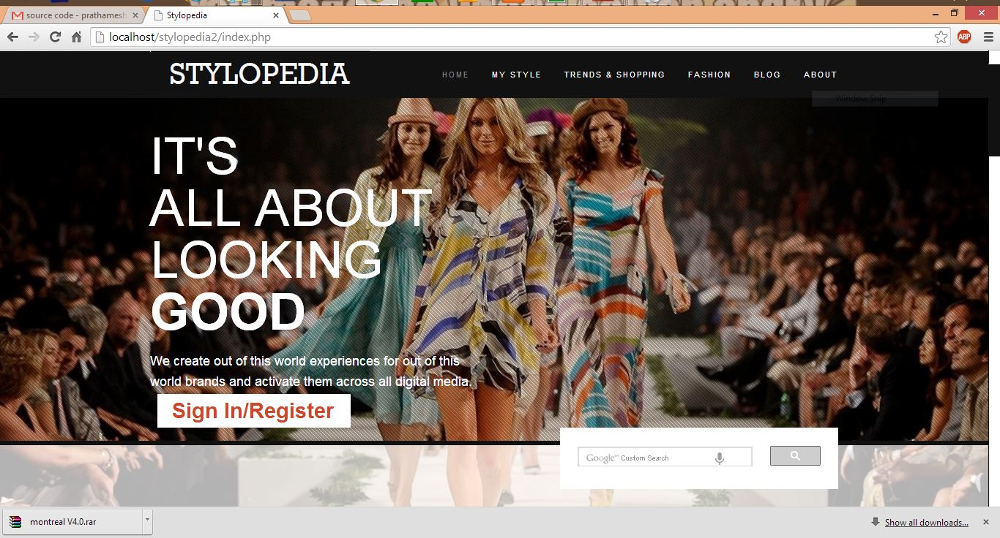 source code - prathamesh
Stylopedia
localhost/stylopedia2/index.php
ABP
STYLOPEDIA
HOME MY STYLE TRENDS & SHOPPING FASHION BLOG ABOUT
Window Snip
IT'S
ALL ABOUT
LOOKING
GOOD
We create out of this world experiences for out of this
world brands and activate them across all digital media.
Sign In/Register
Google™ Custom Search
montreal V4.0.rar
Show all downloads...